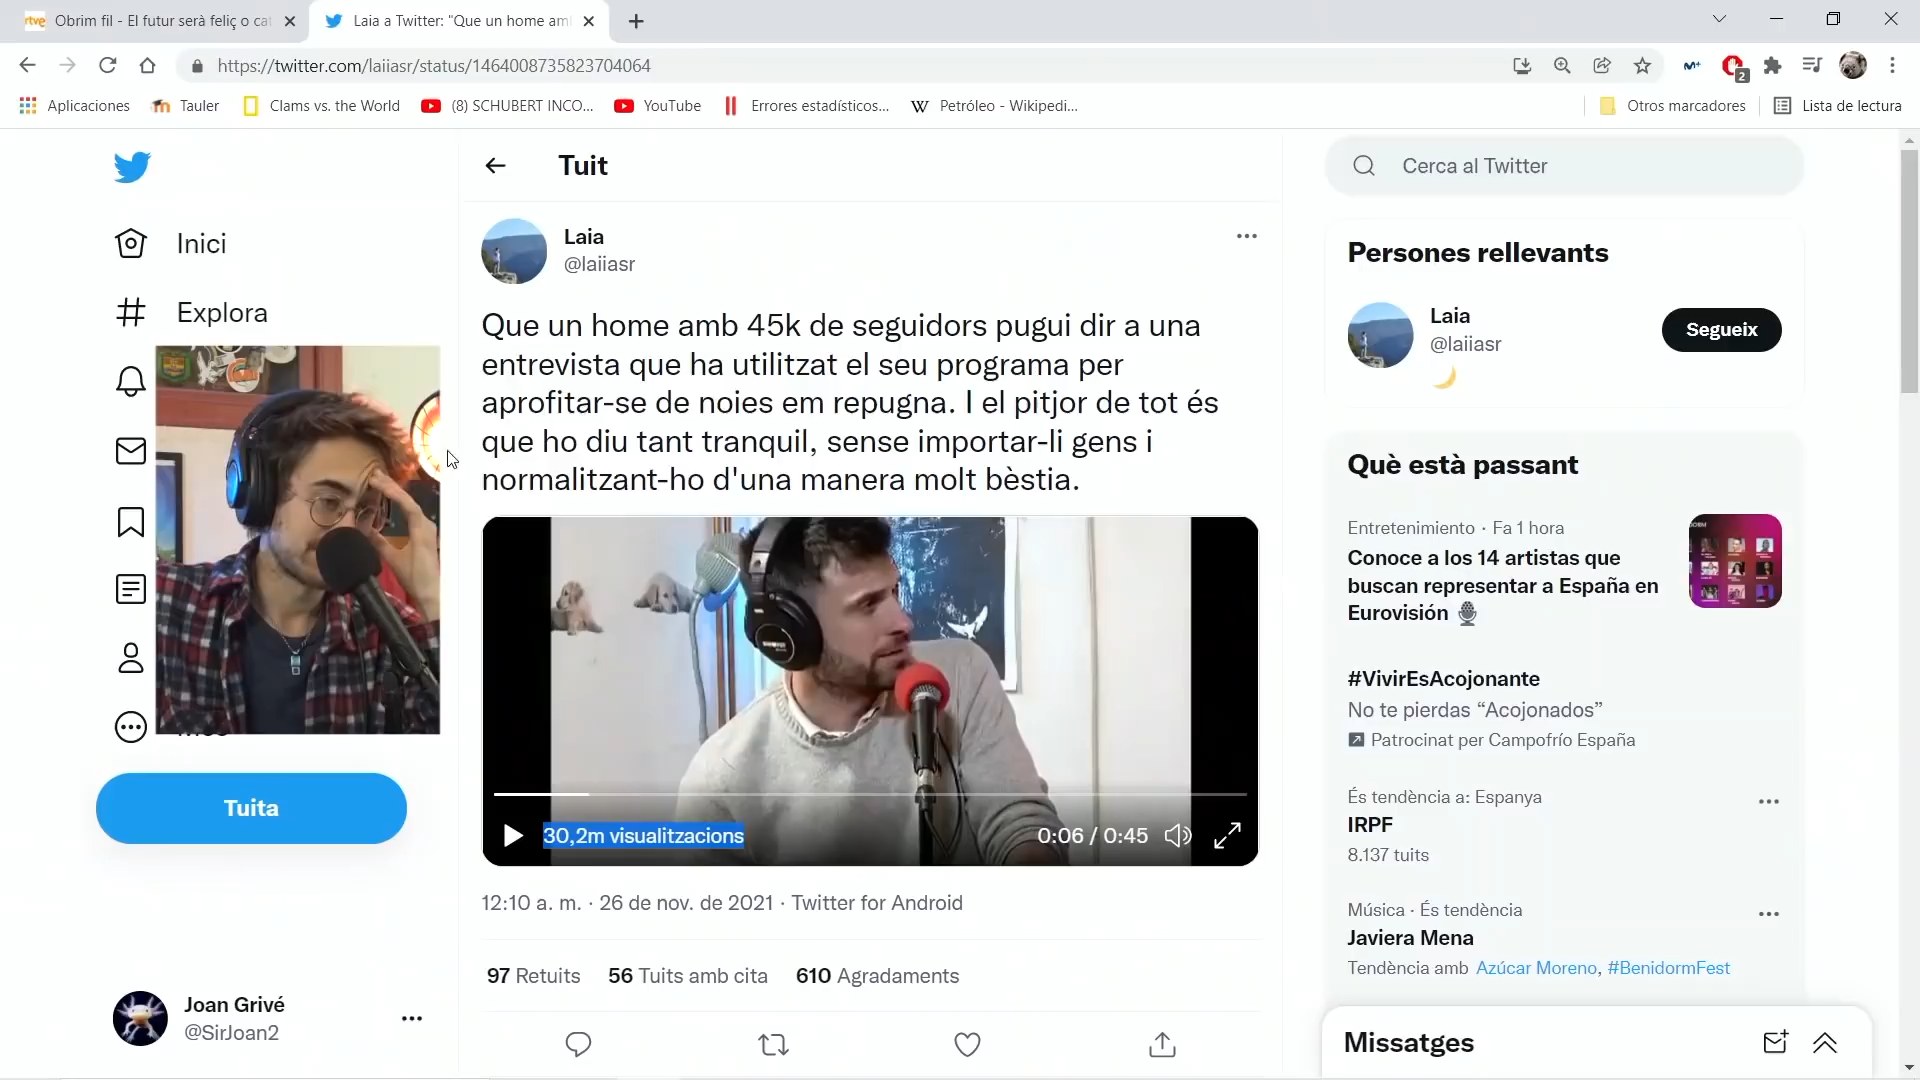 Obrim fil - El futur serà feliç o cat
Laia a Twitter: "Que un home am
https://twitter.com/laiiasr/status/1464008735823704064
2
Aplicaciones
Tauler
Clams vs. the World
(8) SCHUBERT INCO...
YouTube
Errores estadísticos...
Petróleo - Wikipedi...
Otros marcadores
Lista de lectura
Inici
Explora
Tuita
Joan Grivé
@SirJoan2
Tuit
Laia
@laiiasr
Que un home amb 45k de seguidors pugui dir a una
entrevista que ha utilitzat el seu programa per
aprofitar-se de noies em repugna. I el pitjor de tot és
que ho diu tant tranquil, sense importar-li gens i
normalitzant-ho d'una manera molt bèstia.
30,2m visualitzacions
0:06 / 0:45
12:10 a. m. · 26 de nov. de 2021 · Twitter for Android
97 Retuits 56 Tuits amb cita 610 Agradaments
Cerca al Twitter
Persones rellevants
Laia
@laiiasr
Segueix
Què està passant
Entretenimiento · Fa 1 hora
Conoce a los 14 artistas que
buscan representar a España en
Eurovisión
#VivirEsAcojonante
No te pierdas “Acojonados”
Patrocinat per Campofrío España
És tendència a: Espanya
IRPF
8.137 tuits
Música · És tendència
Javiera Mena
Tendència amb Azúcar Moreno, #BenidormFest
Missatges